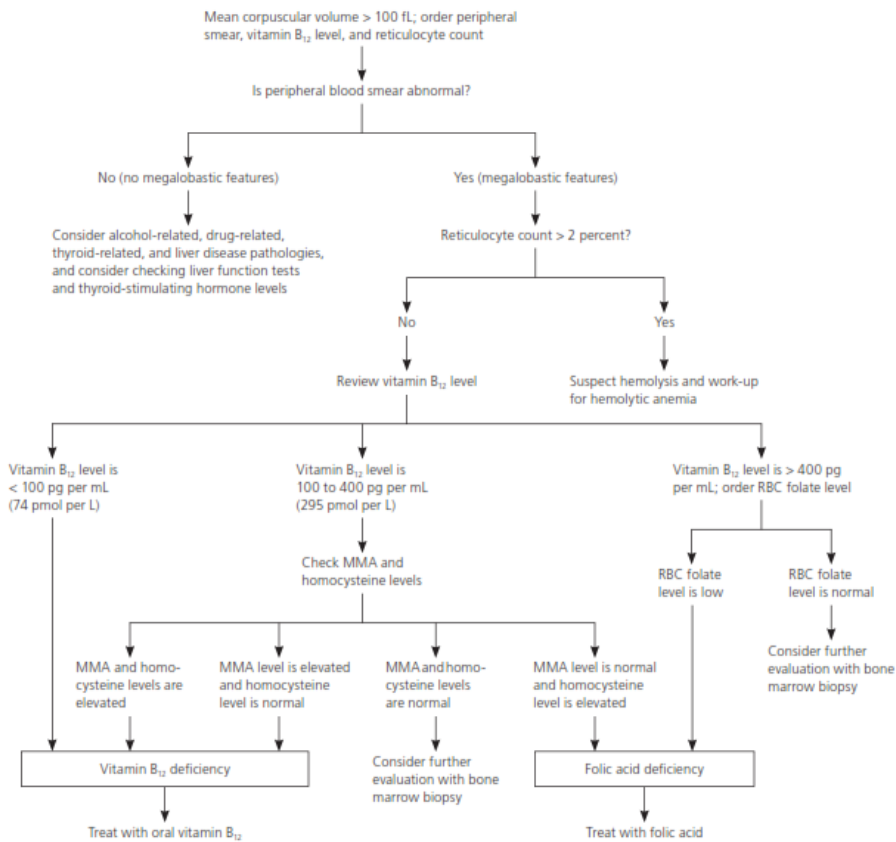 Mean corpuscular volume > 100 fL; order peripheral
smear, vitamin B₁₂ level, and reticulocyte count
Is peripheral blood smear abnormal?
No (no megalobastic features)
Yes (megalobastic features)
Consider alcohol-related, drug-related,
thyroid-related, and liver disease pathologies,
and consider checking liver function tests
and thyroid-stimulating hormone levels
Reticulocyte count > 2 percent?
No
Yes
Review vitamin B₁₂ level
Suspect hemolysis and work-up
for hemolytic anemia
Vitamin B₁₂ level is
< 100 pg per mL
(74 pmol per L)
Vitamin B₁₂ level is
100 to 400 pg per mL
(295 pmol per L)
Vitamin B₁₂ level is > 400 pg
per mL; order RBC folate level
Check MMA and
homocysteine levels
RBC folate
level is low
RBC folate
level is normal
Consider further
evaluation with bone
marrow biopsy
MMA and homo-
cysteine levels are
elevated
MMA level is elevated
and homocysteine
level is normal
MMA and homo-
cysteine levels
are normal
MMA level is normal
and homocysteine
level is elevated
Vitamin B₁₂ deficiency
Consider further
evaluation with bone
marrow biopsy
Folic acid deficiency
Treat with oral vitamin B₁₂
Treat with folic acid